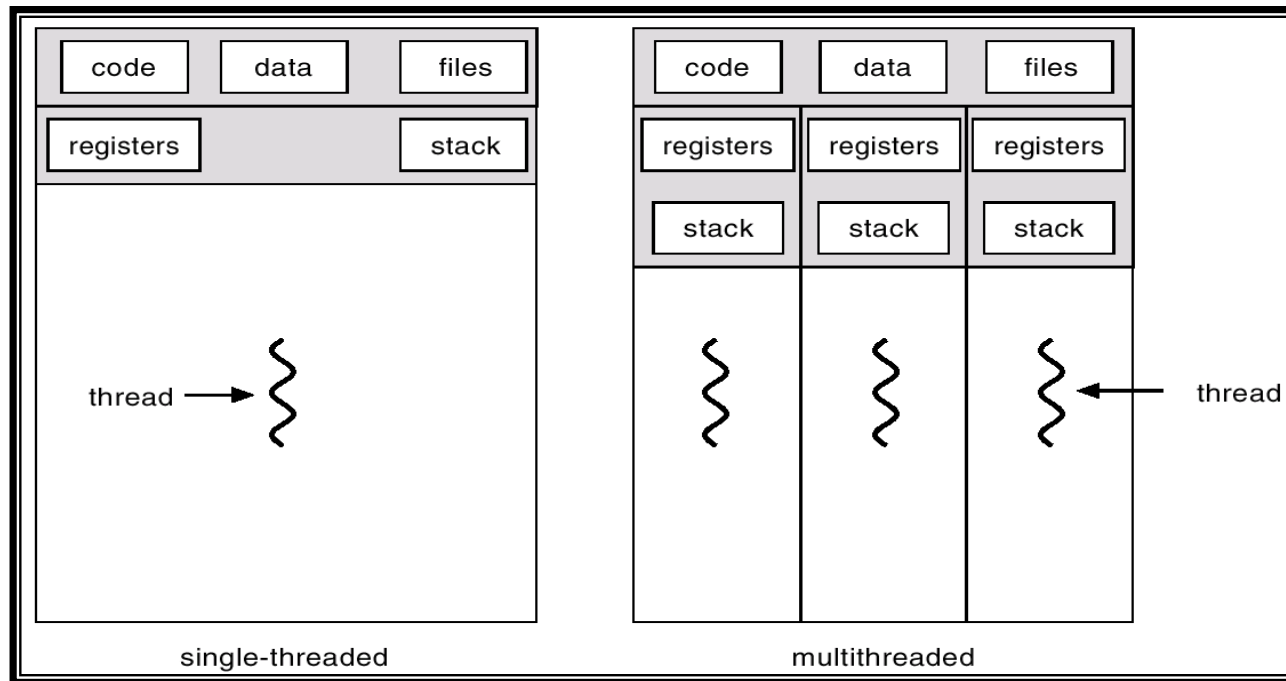 code data files
registers stack
thread
single-threaded
code data files
registers registers registers
stack stack stack
thread
multithreaded